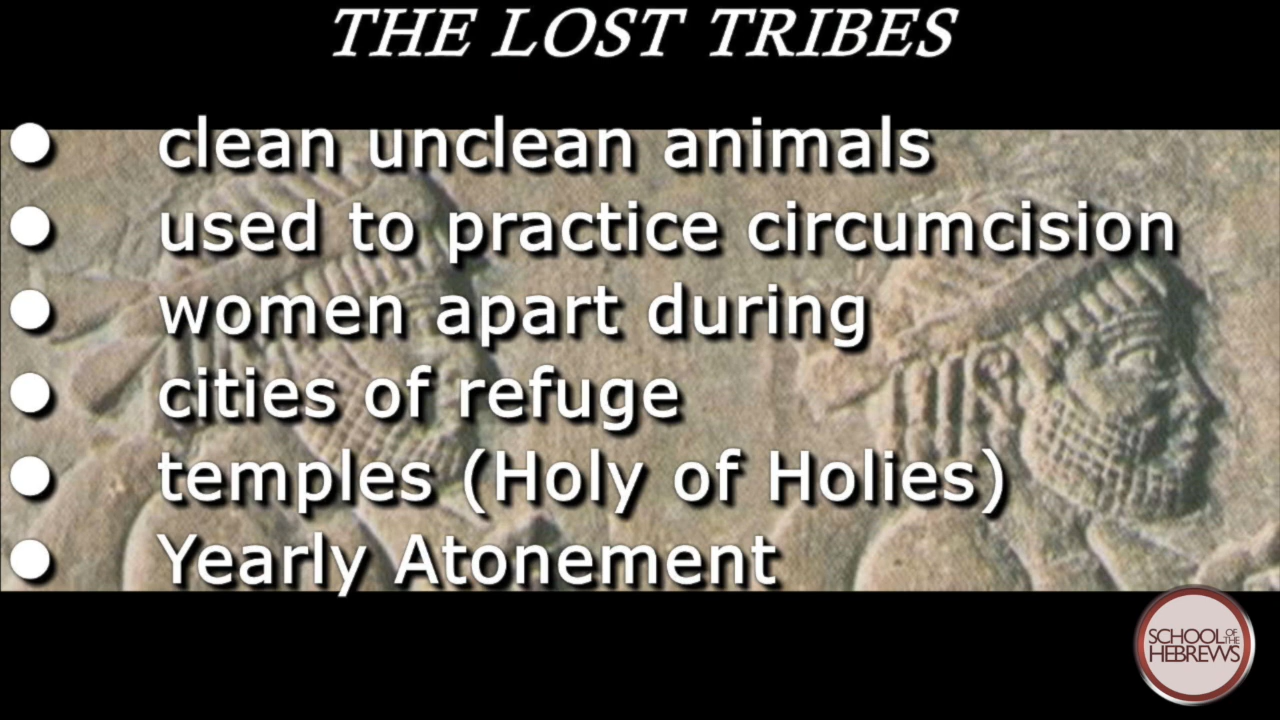 THE LOST TRIBES
● clean unclean animals
● used to practice circumcision
● women apart during
● cities of refuge
● temples (Holy of Holies)
● Yearly Atonement
SCHOOL OF THE
HEBREWS